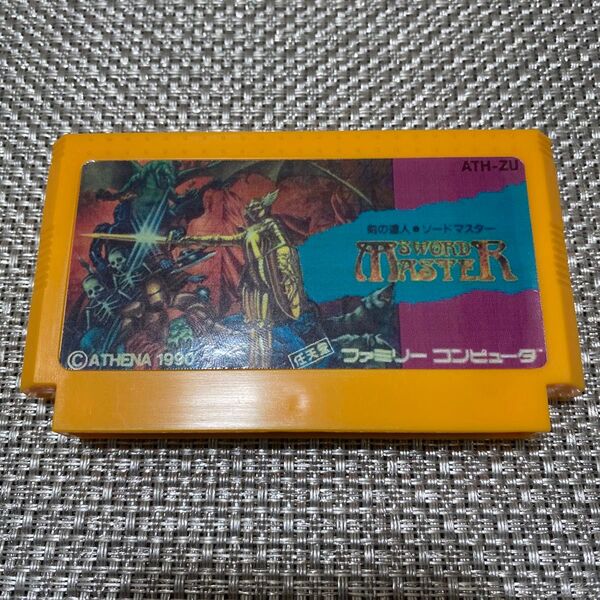 ATH-ZU
剣の達人●ソードマスター
SWORD
MASTER
©ATHENA 1990
任天堂
ファミリー コンピュータ